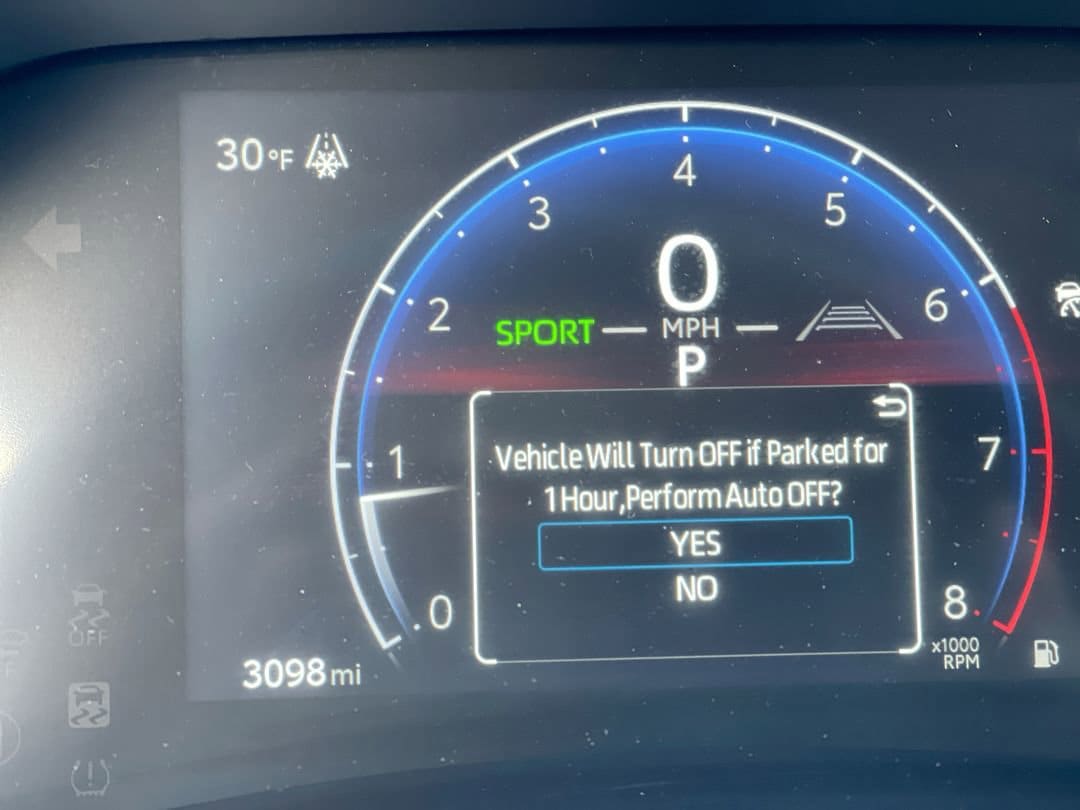 30°F
4
3
5
0
2
6
SPORT
MPH
P
Vehicle Will Turn OFF if Parked for
1 7
1 Hour,Perform Auto OFF?
YES
NO
0
8
OFF
x1000
RPM
3098 mi